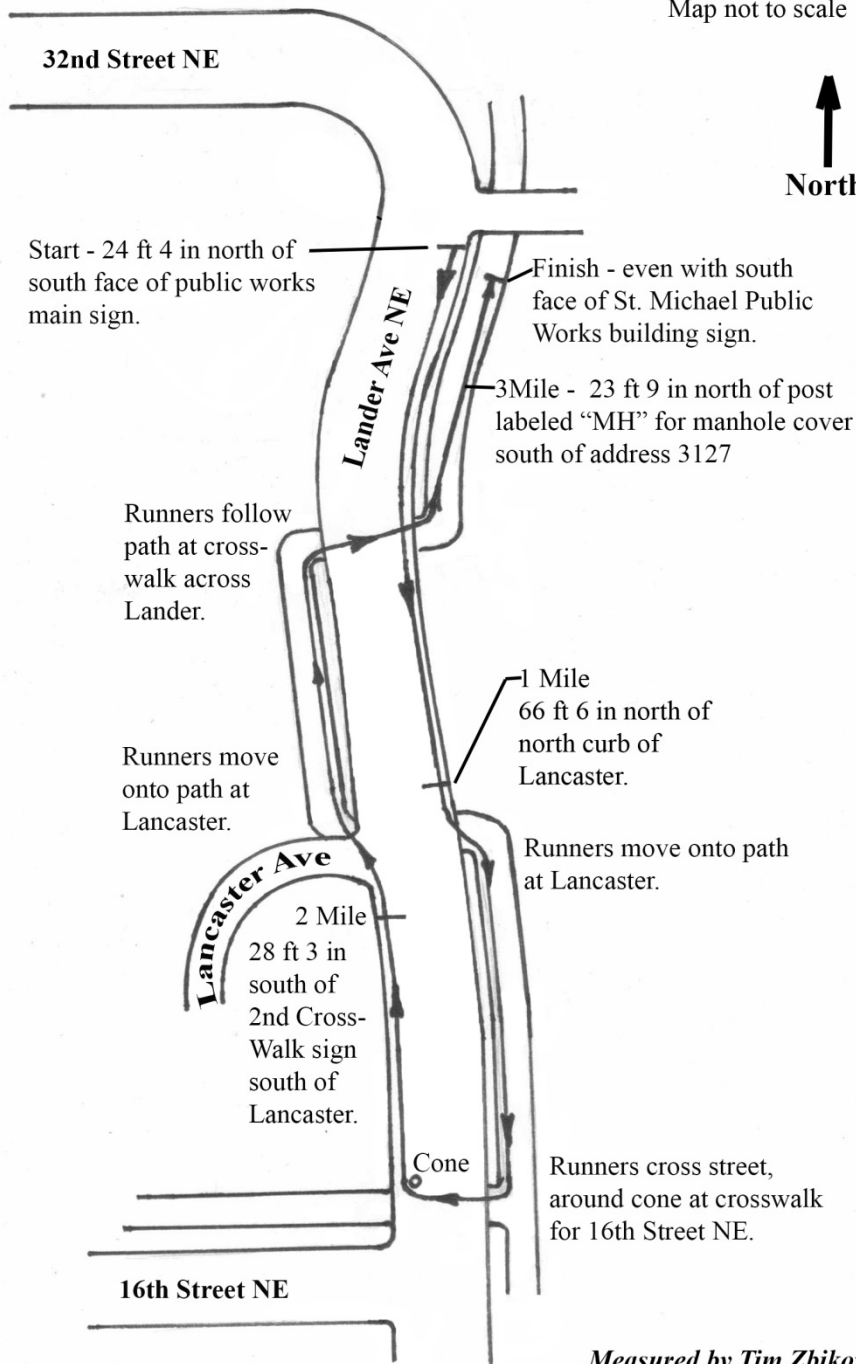 Map not to scale
32nd Street NE
North
Start - 24 ft 4 in north of
south face of public works
main sign.
Finish - even with south
face of St. Michael Public
Works building sign.
Lander Ave NE
3Mile - 23 ft 9 in north of post
labeled “MH” for manhole cover
south of address 3127
Runners follow
path at cross-
walk across
Lander.
1 Mile
66 ft 6 in north of
north curb of
Lancaster.
Runners move
onto path at
Lancaster.
Runners move onto path
at Lancaster.
Lancaster Ave
2 Mile
28 ft 3 in
south of
2nd Cross-
Walk sign
south of
Lancaster.
Cone
Runners cross street,
around cone at crosswalk
for 16th Street NE.
16th Street NE
Measured by Tim